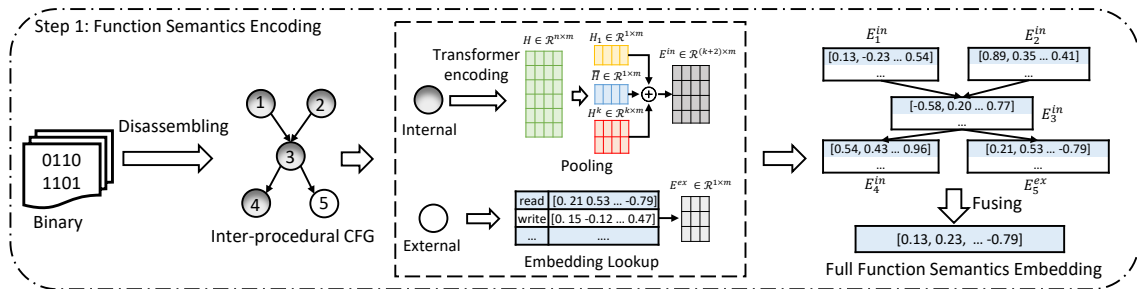 Step 1: Function Semantics Encoding
0110
1101
Binary
Disassembling
1
2
3
4
5
Inter-procedural CFG
Internal
Transformer
encoding
H ∈ ℛ^{n×m}
H_1 ∈ ℛ^{1×m}
H̅ ∈ ℛ^{1×m}
H^k ∈ ℛ^{k×m}
+
E^{in} ∈ ℛ^{(k+2)×m}
Pooling
External
read [0. 21 0.53 ... -0.79]
write [0. 15 -0.12 ... 0.47]
... ....
E^{ex} ∈ ℛ^{1×m}
Embedding Lookup
E_1^{in}
[0.13, -0.23 ... 0.54]
...
E_2^{in}
[0.89, 0.35 ... 0.41]
...
[-0.58, 0.20 ... 0.77]
...
E_3^{in}
[0.54, 0.43 ... 0.96]
...
E_4^{in}
[0.21, 0.53 ... -0.79]
...
E_5^{ex}
Fusing
[0.13, 0.23, ... -0.79]
Full Function Semantics Embedding